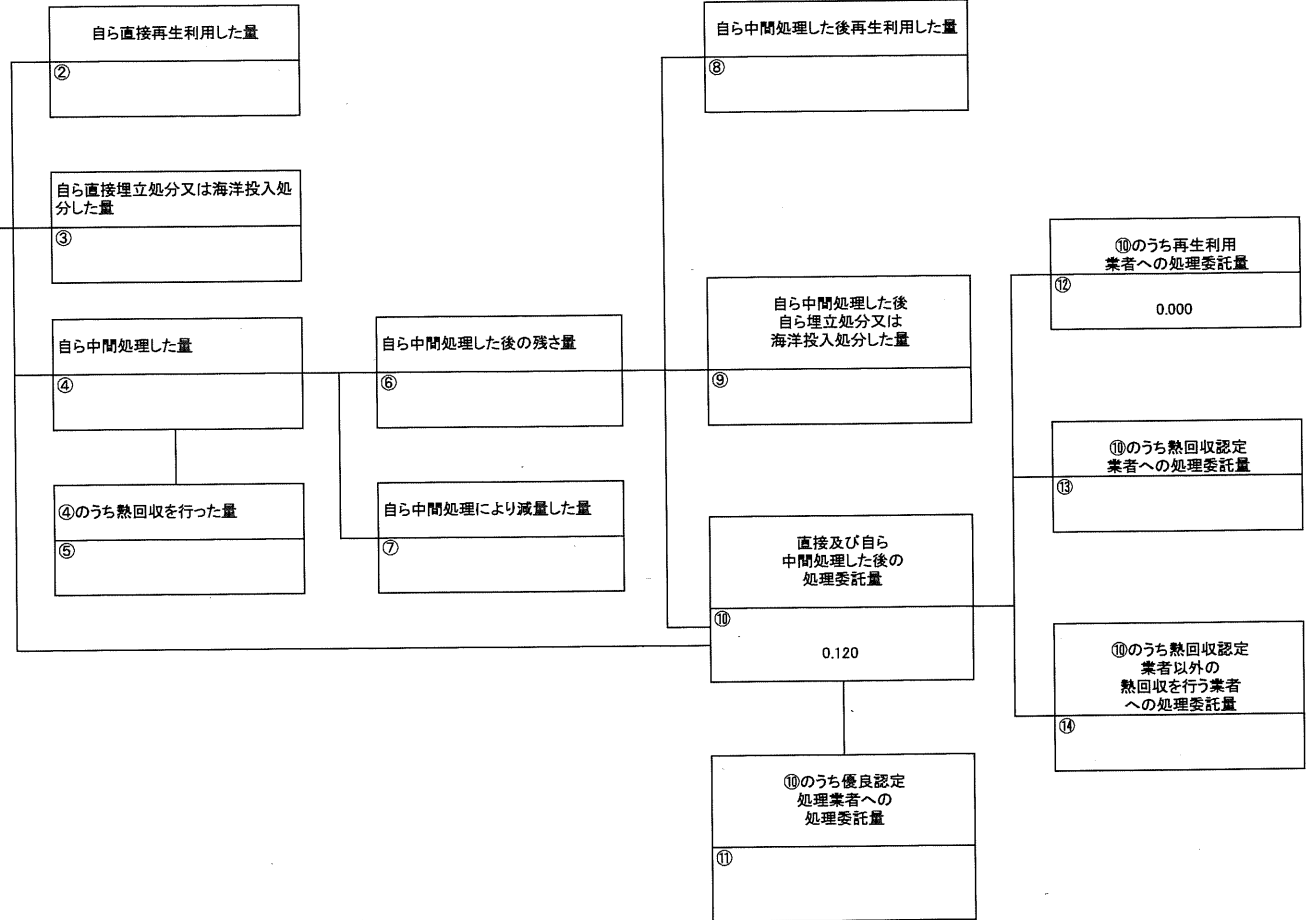 自ら直接再生利用した量
②
自ら直接埋立処分又は海洋投入処
分した量
③
自ら中間処理した量
④
④のうち熱回収を行った量
⑤
自ら中間処理した後の残さ量
⑥
自ら中間処理により減量した量
⑦
自ら中間処理した後再生利用した量
⑧
自ら中間処理した後
自ら埋立処分又は
海洋投入処分した量
⑨
直接及び自ら
中間処理した後の
処理委託量
⑩
0.120
⑩のうち優良認定
処理業者への
処理委託量
⑪
⑩のうち再生利用
業者への処理委託量
⑫
0.000
⑩のうち熱回収認定
業者への処理委託量
⑬
⑩のうち熱回収認定
業者以外の
熱回収を行う業者
への処理委託量
⑭